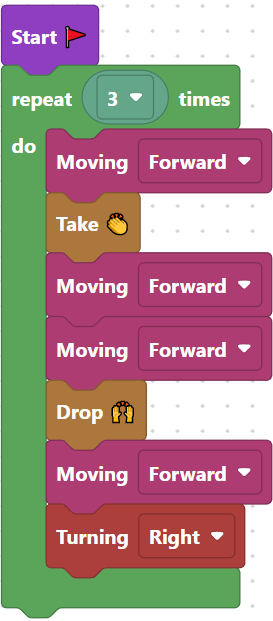 Start
repeat 3 times
do
Moving Forward
Take
Moving Forward
Moving Forward
Drop
Moving Forward
Turning Right